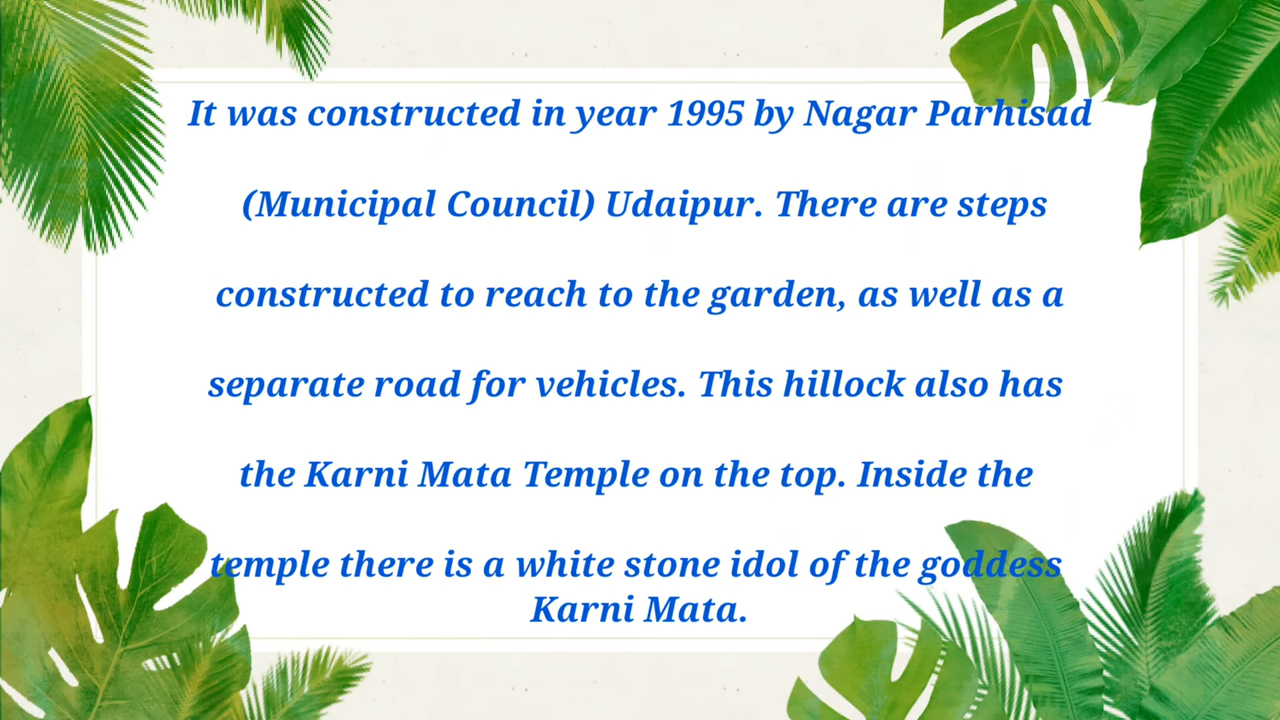 It was constructed in year 1995 by Nagar Parhisad
(Municipal Council) Udaipur. There are steps
constructed to reach to the garden, as well as a
separate road for vehicles. This hillock also has
the Karni Mata Temple on the top. Inside the
temple there is a white stone idol of the goddess
Karni Mata.